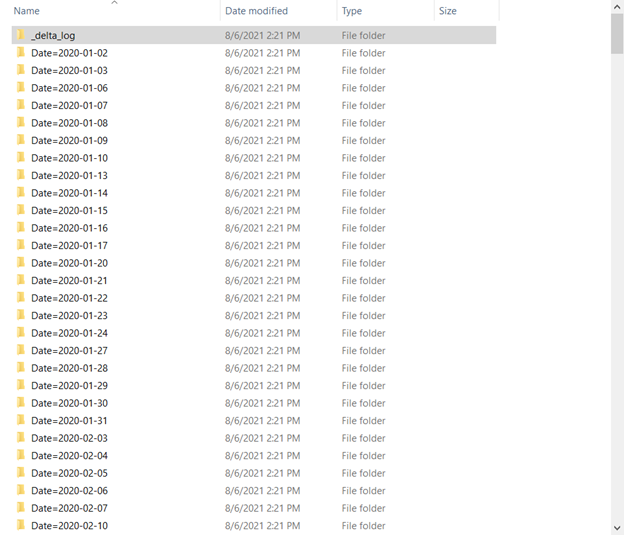 Name Date modified Type Size
_delta_log 8/6/2021 2:21 PM File folder
Date=2020-01-02 8/6/2021 2:21 PM File folder
Date=2020-01-03 8/6/2021 2:21 PM File folder
Date=2020-01-06 8/6/2021 2:21 PM File folder
Date=2020-01-07 8/6/2021 2:21 PM File folder
Date=2020-01-08 8/6/2021 2:21 PM File folder
Date=2020-01-09 8/6/2021 2:21 PM File folder
Date=2020-01-10 8/6/2021 2:21 PM File folder
Date=2020-01-13 8/6/2021 2:21 PM File folder
Date=2020-01-14 8/6/2021 2:21 PM File folder
Date=2020-01-15 8/6/2021 2:21 PM File folder
Date=2020-01-16 8/6/2021 2:21 PM File folder
Date=2020-01-17 8/6/2021 2:21 PM File folder
Date=2020-01-20 8/6/2021 2:21 PM File folder
Date=2020-01-21 8/6/2021 2:21 PM File folder
Date=2020-01-22 8/6/2021 2:21 PM File folder
Date=2020-01-23 8/6/2021 2:21 PM File folder
Date=2020-01-24 8/6/2021 2:21 PM File folder
Date=2020-01-27 8/6/2021 2:21 PM File folder
Date=2020-01-28 8/6/2021 2:21 PM File folder
Date=2020-01-29 8/6/2021 2:21 PM File folder
Date=2020-01-30 8/6/2021 2:21 PM File folder
Date=2020-01-31 8/6/2021 2:21 PM File folder
Date=2020-02-03 8/6/2021 2:21 PM File folder
Date=2020-02-04 8/6/2021 2:21 PM File folder
Date=2020-02-05 8/6/2021 2:21 PM File folder
Date=2020-02-06 8/6/2021 2:21 PM File folder
Date=2020-02-07 8/6/2021 2:21 PM File folder
Date=2020-02-10 8/6/2021 2:21 PM File folder